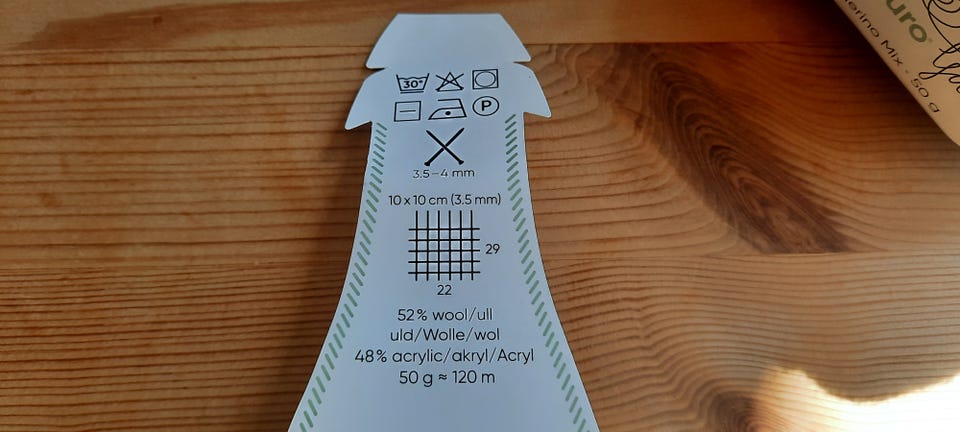 30°
P
3.5–4 mm
10 x 10 cm (3.5 mm)
29
22
52% wool/ull
uld/Wolle/wol
48% acrylic/akryl/Acryl
50 g ≈ 120 m
Mix - 50 g